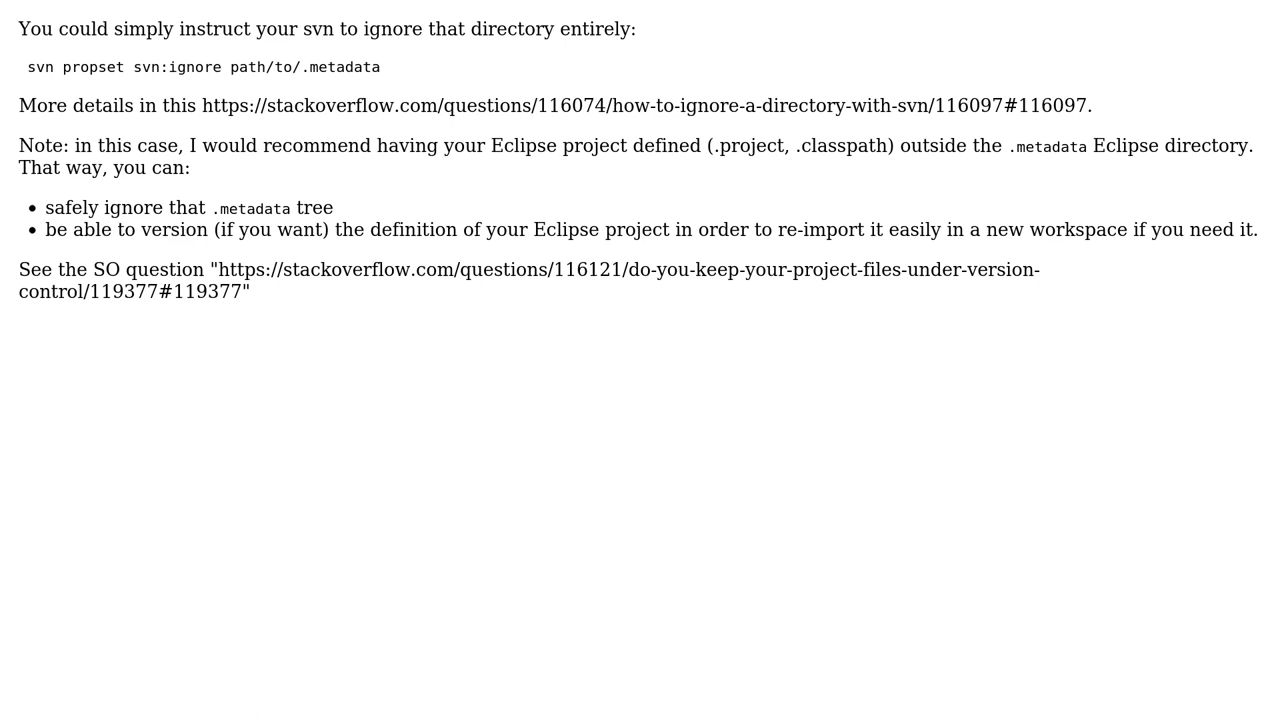 You could simply instruct your svn to ignore that directory entirely:
svn propset svn:ignore path/to/.metadata
More details in this https://stackoverflow.com/questions/116074/how-to-ignore-a-directory-with-svn/116097#116097.
Note: in this case, I would recommend having your Eclipse project defined (.project, .classpath) outside the .metadata Eclipse directory.
That way, you can:
• safely ignore that .metadata tree
• be able to version (if you want) the definition of your Eclipse project in order to re-import it easily in a new workspace if you need it.
See the SO question "https://stackoverflow.com/questions/116121/do-you-keep-your-project-files-under-version-
control/119377#119377"